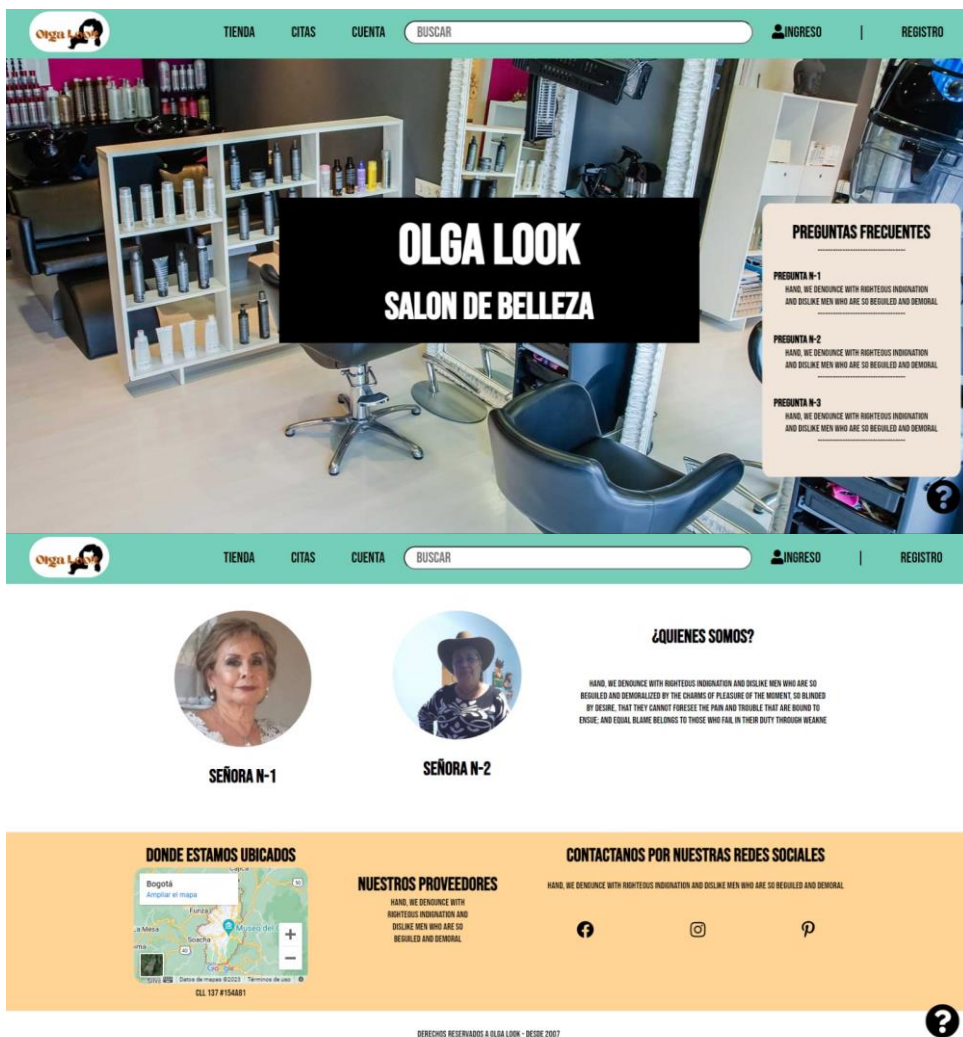 Olga Look
TIENDA CITAS CUENTA BUSCAR INGRESO | REGISTRO
OLGA LOOK
SALON DE BELLEZA
PREGUNTAS FRECUENTES
PREGUNTA N-1
HAND, WE DENOUNCE WITH RIGHTEOUS INDIGNATION
AND DISLIKE MEN WHO ARE SO BEGUILED AND DEMORAL
PREGUNTA N-2
HAND, WE DENOUNCE WITH RIGHTEOUS INDIGNATION
AND DISLIKE MEN WHO ARE SO BEGUILED AND DEMORAL
PREGUNTA N-3
HAND, WE DENOUNCE WITH RIGHTEOUS INDIGNATION
AND DISLIKE MEN WHO ARE SO BEGUILED AND DEMORAL
?
Olga Look
TIENDA CITAS CUENTA BUSCAR INGRESO | REGISTRO
SEÑORA N-1
SEÑORA N-2
¿QUIENES SOMOS?
HAND, WE DENOUNCE WITH RIGHTEOUS INDIGNATION AND DISLIKE MEN WHO ARE SO
BEGUILED AND DEMORALIZED BY THE CHARMS OF PLEASURE OF THE MOMENT, SO BLINDED
BY DESIRE, THAT THEY CANNOT FORESEE THE PAIN AND TROUBLE THAT ARE BOUND TO
ENSUE; AND EQUAL BLAME BELONGS TO THOSE WHO FAIL IN THEIR DUTY THROUGH WEAKNE
DONDE ESTAMOS UBICADOS
Bogotá
Ampliar el mapa
Cajica
50
Funza
a Mesa
Museo del
Soacha
40
Google
Silva
Datos de mapas ©2023 Términos de uso
CLL 137 #154AB1
NUESTROS PROVEEDORES
HAND, WE DENOUNCE WITH
RIGHTEOUS INDIGNATION AND
DISLIKE MEN WHO ARE SO
BEGUILED AND DEMORAL
CONTACTANOS POR NUESTRAS REDES SOCIALES
HAND, WE DENOUNCE WITH RIGHTEOUS INDIGNATION AND DISLIKE MEN WHO ARE SO BEGUILED AND DEMORAL
?
DERECHOS RESERVADOS A OLGA LOOK - DESDE 2007